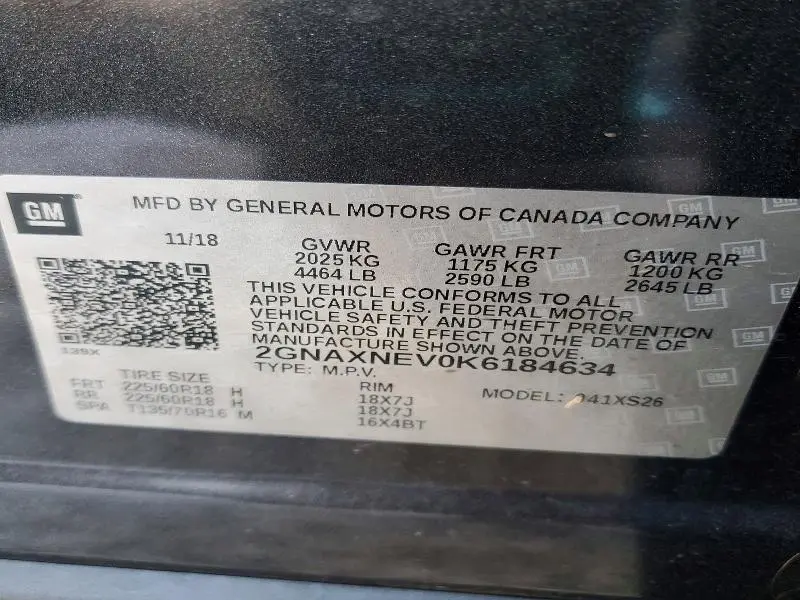 GM
MFD BY GENERAL MOTORS OF CANADA COMPANY
11/18
GVWR GAWR FRT GAWR RR
2025 KG 1175 KG 1200 KG
4464 LB 2590 LB 2645 LB
THIS VEHICLE CONFORMS TO ALL
APPLICABLE U.S. FEDERAL MOTOR
VEHICLE SAFETY AND THEFT PREVENTION
STANDARDS IN EFFECT ON THE DATE OF
MANUFACTURE SHOWN ABOVE.
2GNAXNEV0K6184634
TYPE: M.P.V.
MODEL: 41XS26
TIRE SIZE RIM
FRT 225/60R18 H 18X7J
RR 225/60R18 H 18X7J
SPA T135/70R16 M 16X4BT